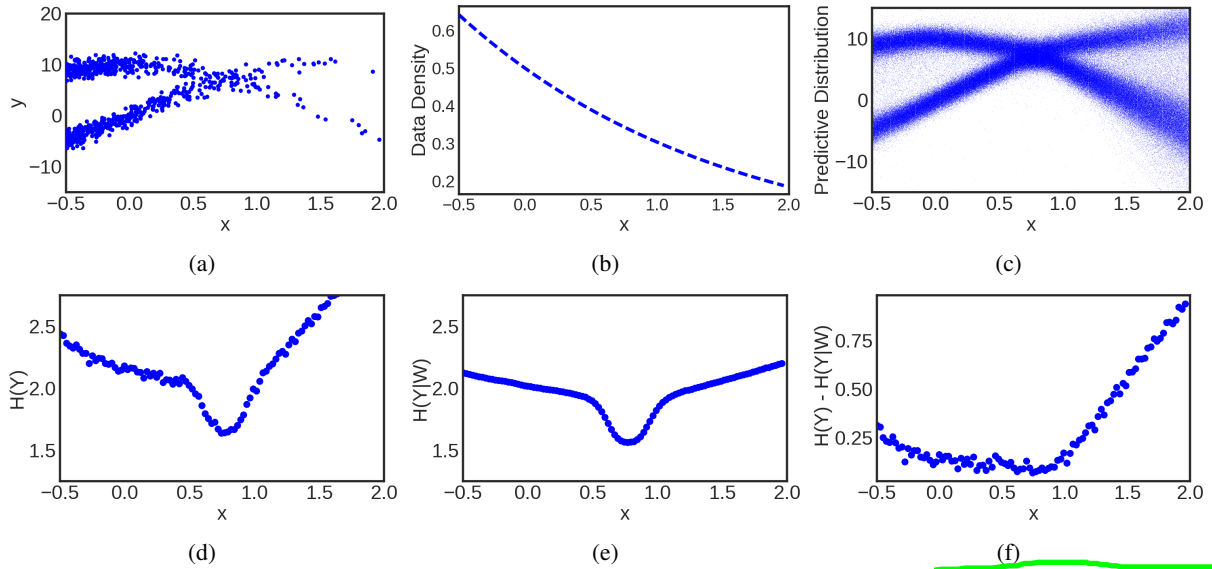 20
10
0
−10
y
−0.5 0.0 0.5 1.0 1.5 2.0
x
(a)
0.6
0.5
0.4
0.3
0.2
Data Density
−0.5 0.0 0.5 1.0 1.5 2.0
x
(b)
10
0
−10
Predictive Distribution
−0.5 0.0 0.5 1.0 1.5 2.0
x
(c)
2.5
2.0
1.5
H(Y)
−0.5 0.0 0.5 1.0 1.5 2.0
x
(d)
2.5
2.0
1.5
H(Y|W)
−0.5 0.0 0.5 1.0 1.5 2.0
x
(e)
0.75
0.50
0.25
H(Y) - H(Y|W)
−0.5 0.0 0.5 1.0 1.5 2.0
x
(f)